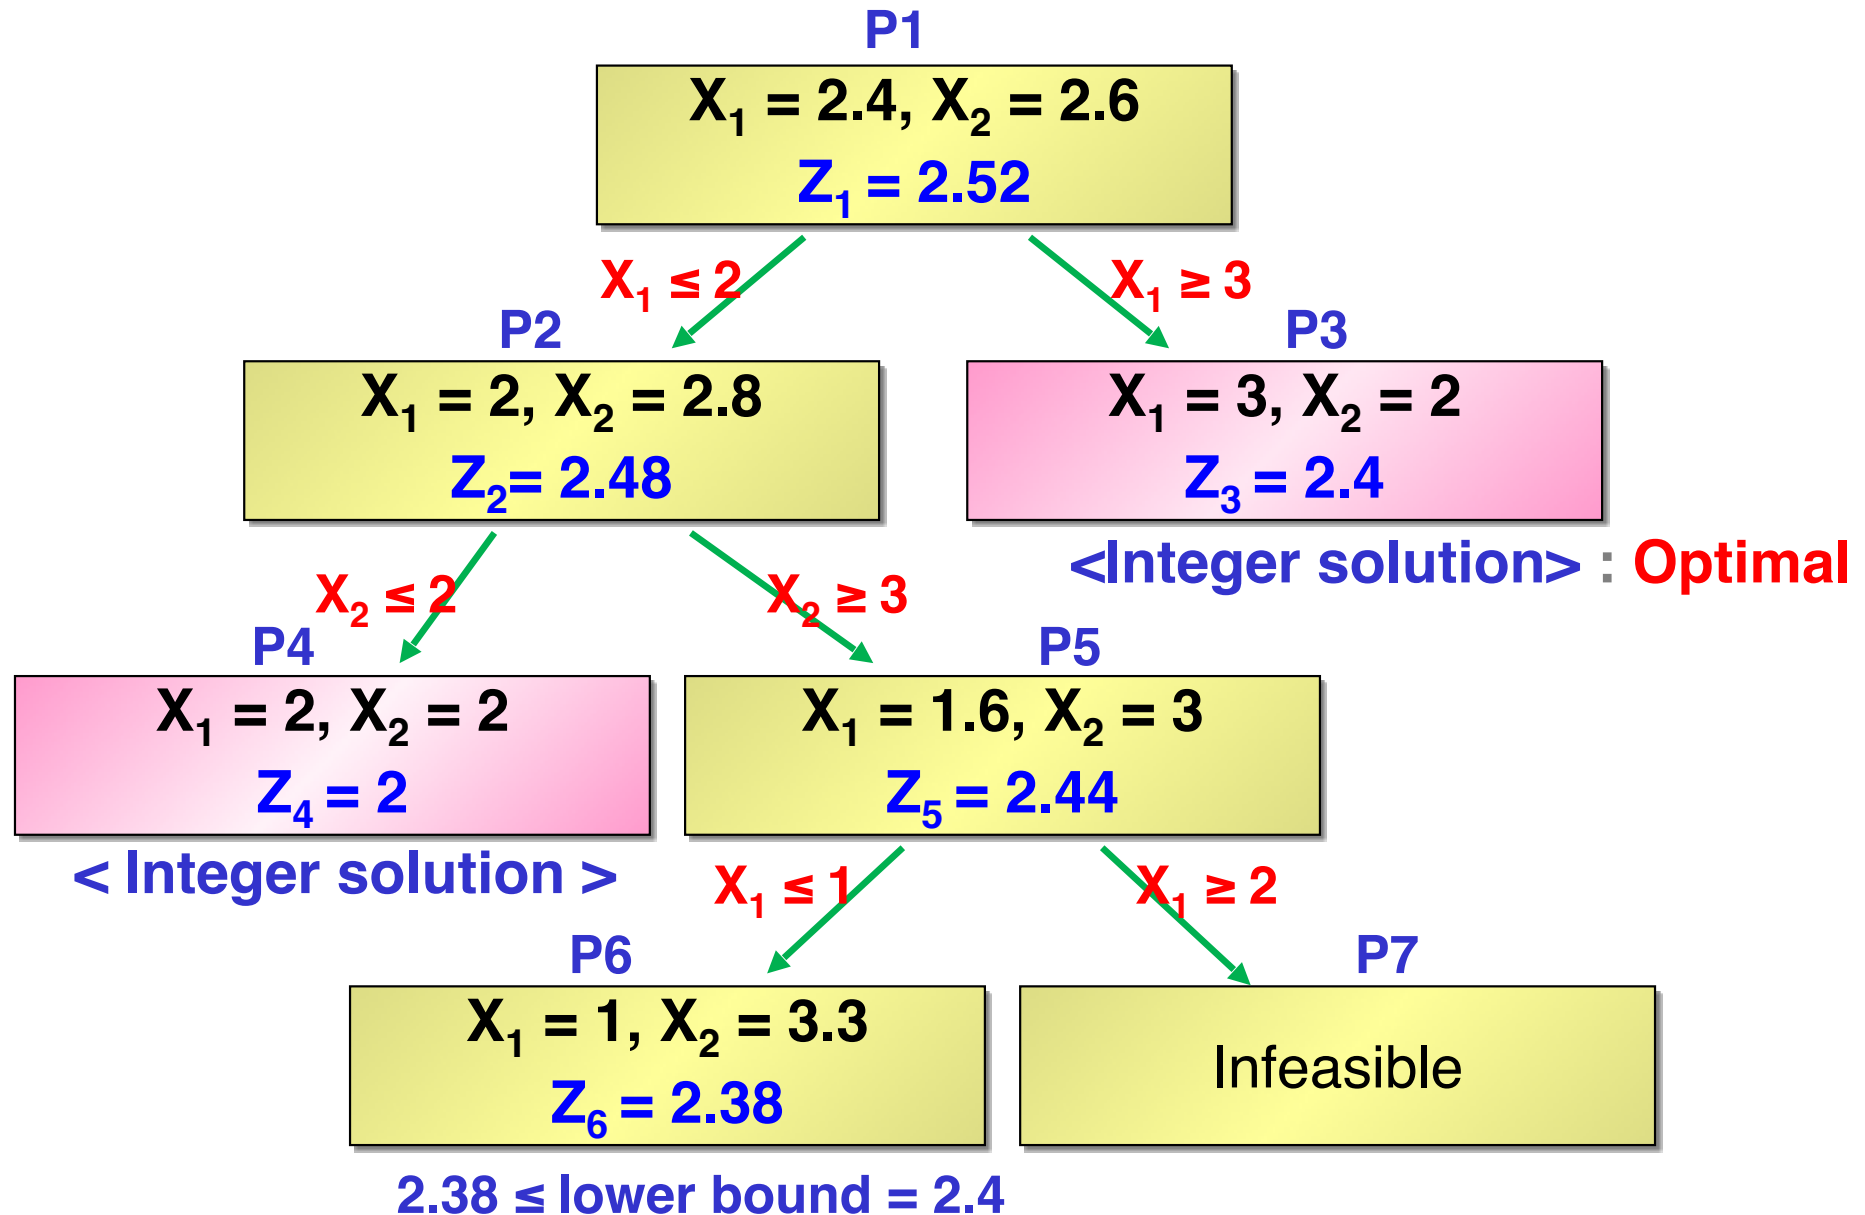 P1
X₁ = 2.4, X₂ = 2.6
Z₁ = 2.52
X₁ ≤ 2
X₁ ≥ 3
P2
P3
X₁ = 2, X₂ = 2.8
Z₂= 2.48
X₁ = 3, X₂ = 2
Z₃ = 2.4
<Integer solution> : Optimal
X₂ ≤ 2
X₂ ≥ 3
P4
P5
X₁ = 2, X₂ = 2
Z₄ = 2
X₁ = 1.6, X₂ = 3
Z₅ = 2.44
< Integer solution >
X₁ ≤ 1
X₁ ≥ 2
P6
P7
X₁ = 1, X₂ = 3.3
Z₆ = 2.38
Infeasible
2.38 ≤ lower bound = 2.4